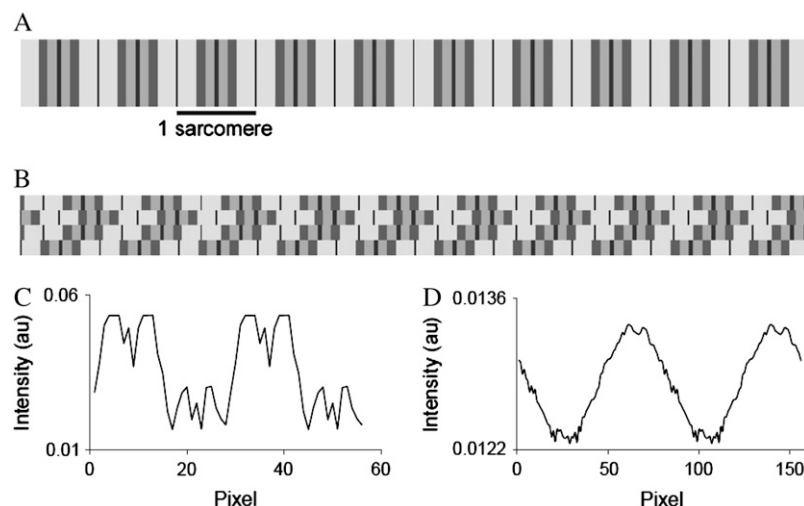 A
1 sarcomere
B
C
0.06
Intensity (au)
0.01
0
20
40
60
Pixel
D
0.0136
Intensity (au)
0.0122
0
50
100
150
Pixel